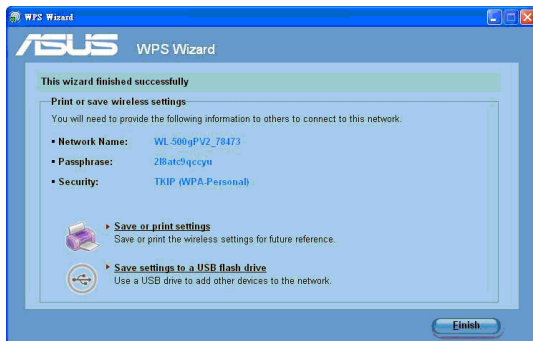 WPS Wizard
ASUS WPS Wizard
This wizard finished successfully
Print or save wireless settings
You will need to provide the following information to others to connect to this network.
▪ Network Name: WL-500gPV2_78473
▪ Passphrase: 2l8atc9qccyu
▪ Security: TKIP (WPA-Personal)
Save or print settings
Save or print the wireless settings for future reference.
Save settings to a USB flash drive
Use a USB drive to add other devices to the network.
Finish